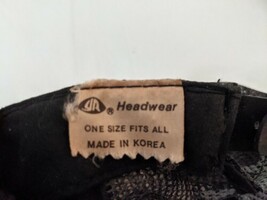 ® Headwear
ONE SIZE FITS ALL
MADE IN KOREA